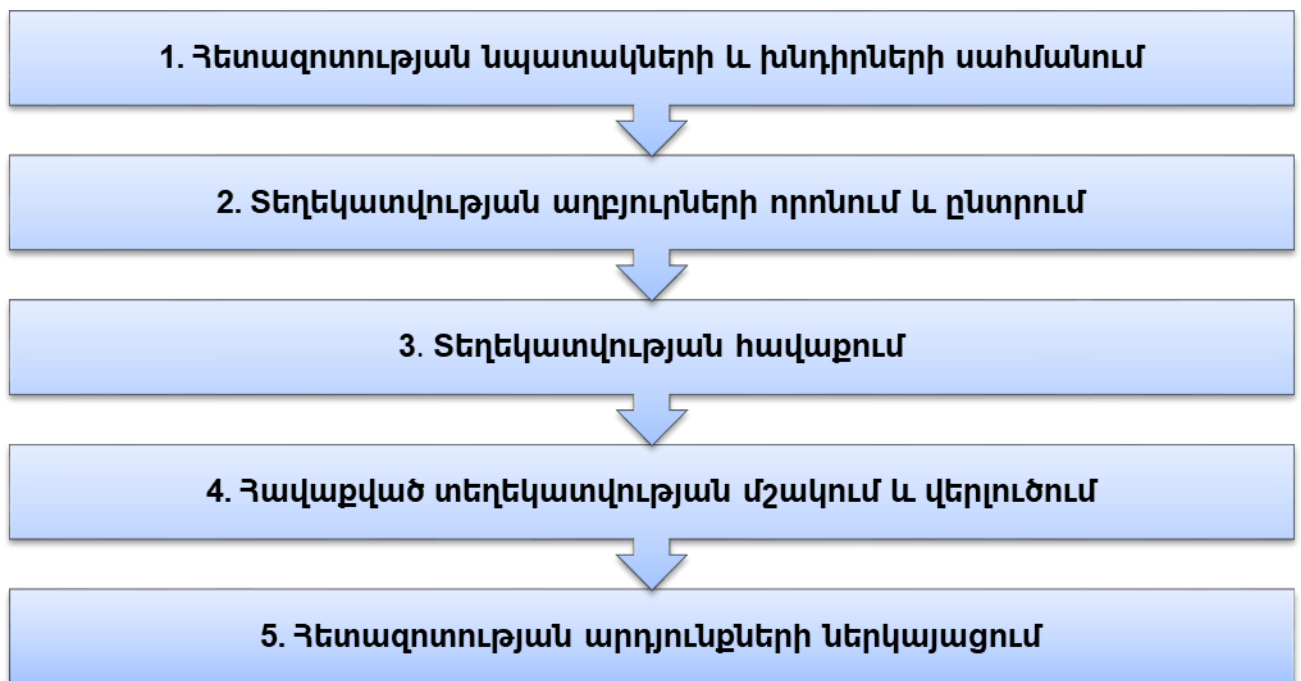 1. Հետազոտության նպատակների և խնդիրների սահմանում
2. Տեղեկատվության աղբյուրների որոնում և ընտրում
3. Տեղեկատվության հավաքում
4. Հավաքված տեղեկատվության մշակում և վերլուծում
5. Հետազոտության արդյունքների ներկայացում